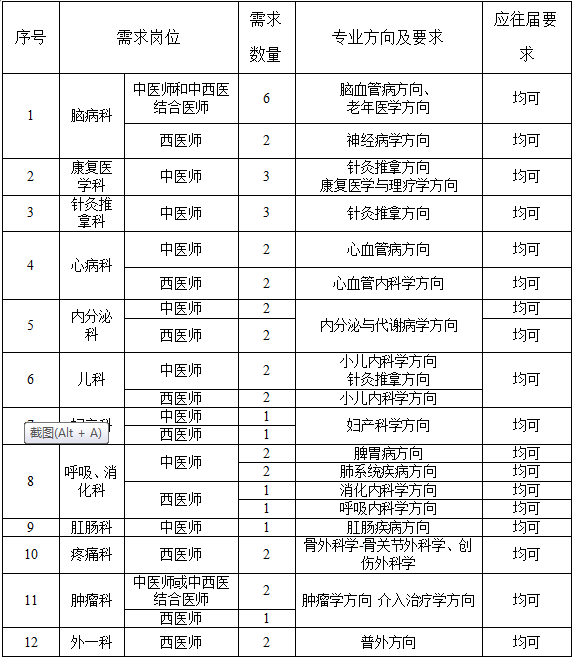 序号 需求岗位 需求数量 专业方向及要求 应往届要求
1 脑病科 中医师和中西医结合医师 6 脑血管病方向、老年医学方向 均可
西医师 2 神经病学方向 均可
2 康复医学科 中医师 3 针灸推拿方向 康复医学与理疗学方向 均可
3 针灸推拿科 中医师 3 针灸推拿方向 均可
4 心病科 中医师 2 心血管病方向 均可
西医师 2 心血管内科学方向 均可
5 内分泌科 中医师 2 内分泌与代谢病学方向 均可
西医师 2 均可
6 儿科 中医师 2 小儿内科学方向 针灸推拿方向 均可
西医师 2 小儿内科学方向
中医师 1 妇产科学方向 均可
西医师 1
截图(Alt + A)
8 呼吸、消化科 中医师 2 脾胃病方向 均可
2 肺系统疾病方向 均可
西医师 1 消化内科学方向 均可
1 呼吸内科学方向 均可
9 肛肠科 中医师 1 肛肠疾病方向 均可
10 疼痛科 西医师 2 骨外科学-骨关节外科学、创伤外科学 均可
11 肿瘤科 中医师或中西医结合医师 2 肿瘤学方向 介入治疗学方向 均可
西医师 1
12 外一科 西医师 2 普外方向 均可